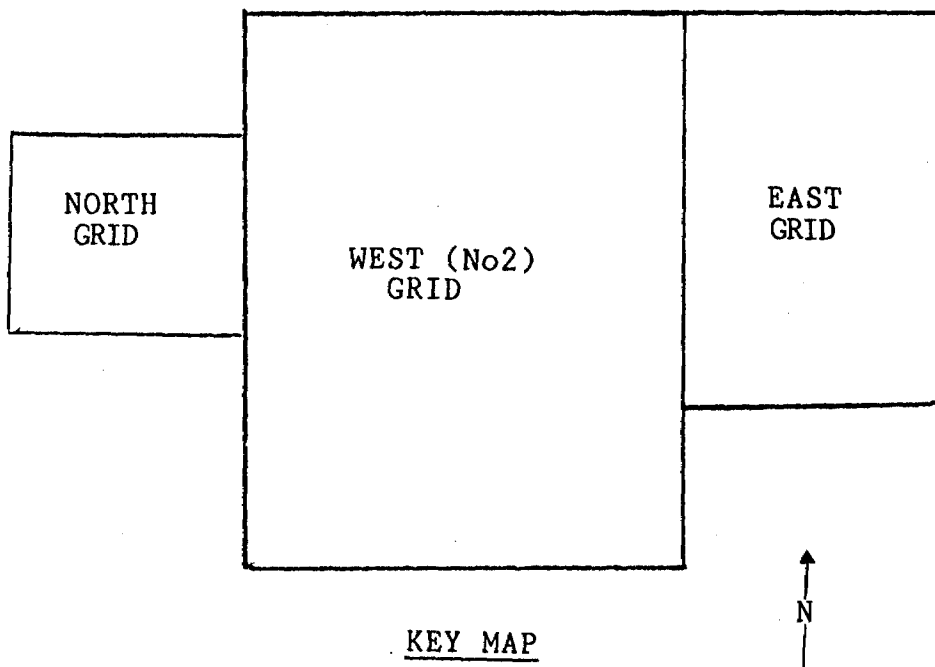 NORTH
GRID
WEST (No2)
GRID
EAST
GRID
KEY MAP
N